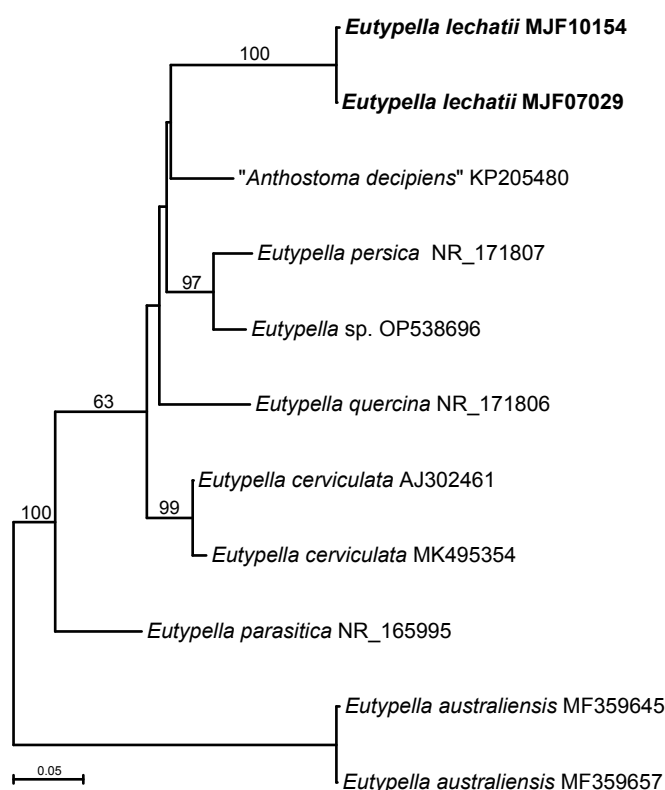 Eutypella lechatii MJF10154
100
Eutypella lechatii MJF07029
"Anthostoma decipiens" KP205480
Eutypella persica NR_171807
97
Eutypella sp. OP538696
63
Eutypella quercina NR_171806
Eutypella cerviculata AJ302461
99
100
Eutypella cerviculata MK495354
Eutypella parasitica NR_165995
Eutypella australiensis MF359645
0.05
Eutypella australiensis MF359657